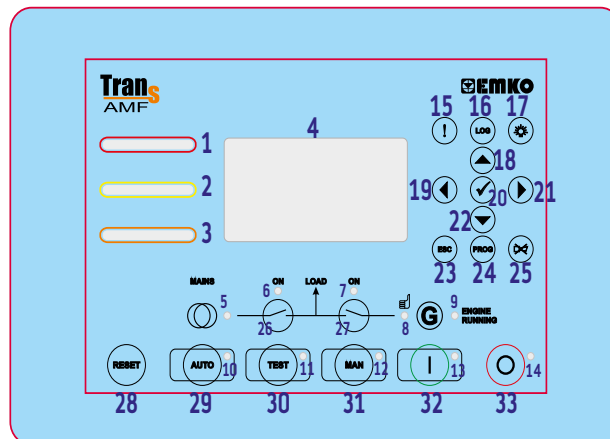 Trans
AMF
EMKO
15 16 17
! LOG
4
1
18
2
19 20 21
3
22
ESC PROG
23 24 25
MAINS ON LOAD ON
5 6 7 9
G ENGINE
RUNNING
26 27 8
RESET AUTO TEST MAN I O
10 11 12 13 14
28 29 30 31 32 33